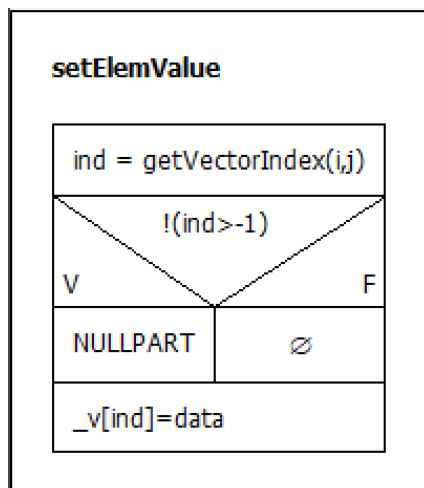 setElemValue
ind = getVectorIndex(i,j)
!(ind>-1)
V F
NULLPART ∅
_v[ind]=data